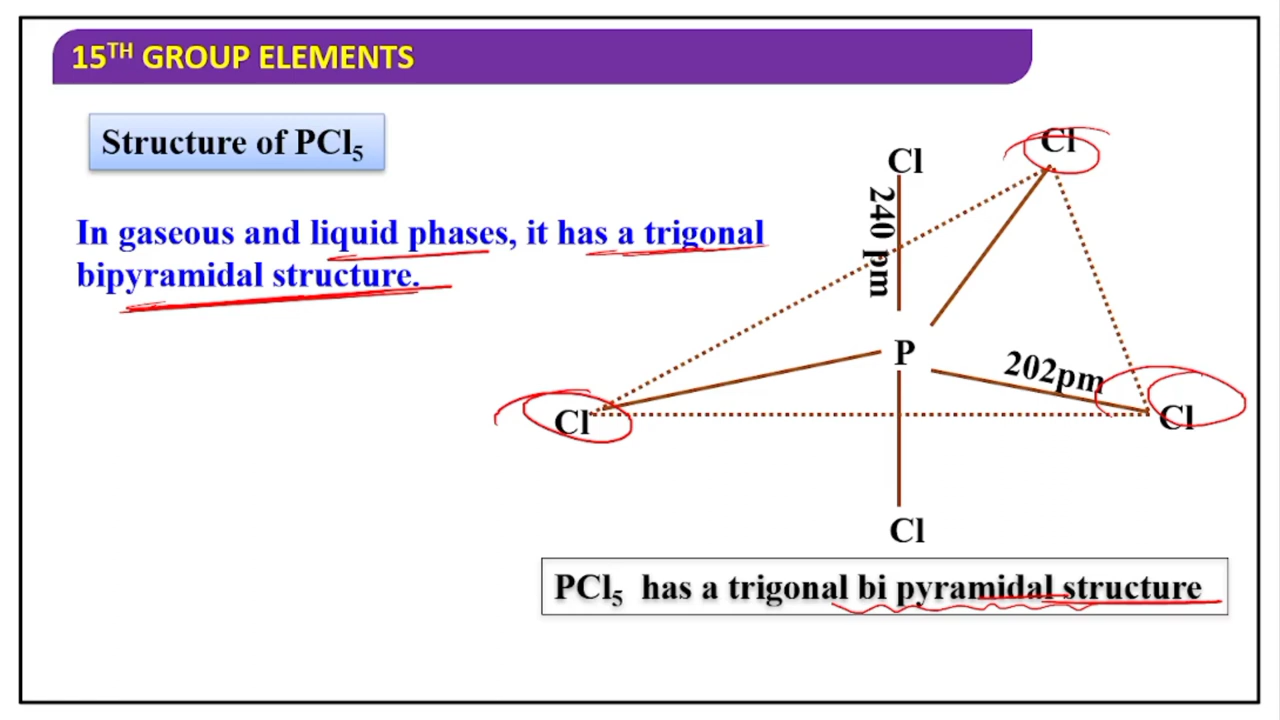 15TH GROUP ELEMENTS
Structure of PCl5
In gaseous and liquid phases, it has a trigonal
bipyramidal structure.
Cl
Cl
240 pm
P
202pm
Cl
Cl
Cl
PCl5 has a trigonal bi pyramidal structure